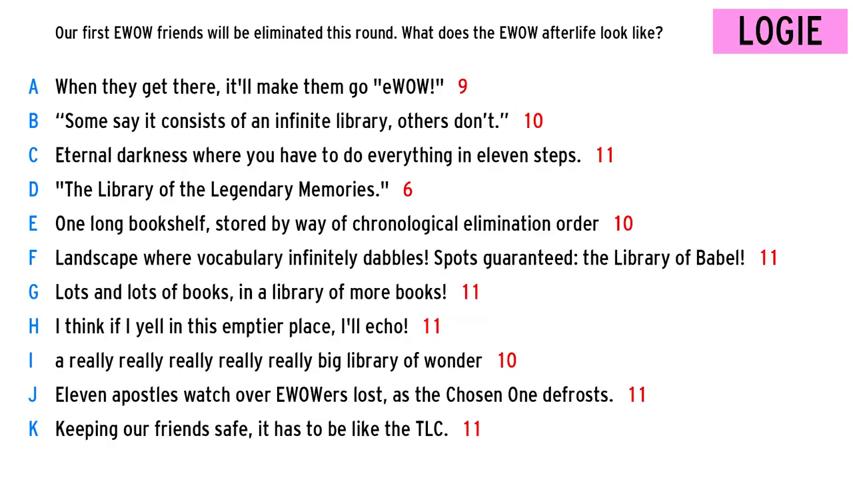 Our first EWOW friends will be eliminated this round. What does the EWOW afterlife look like?
LOGIE
A When they get there, it'll make them go "eWOW!" 9
B “Some say it consists of an infinite library, others don’t.” 10
C Eternal darkness where you have to do everything in eleven steps. 11
D "The Library of the Legendary Memories." 6
E One long bookshelf, stored by way of chronological elimination order 10
F Landscape where vocabulary infinitely dabbles! Spots guaranteed: the Library of Babel! 11
G Lots and lots of books, in a library of more books! 11
H I think if I yell in this emptier place, I'll echo! 11
I a really really really really really big library of wonder 10
J Eleven apostles watch over EWOWers lost, as the Chosen One defrosts. 11
K Keeping our friends safe, it has to be like the TLC. 11